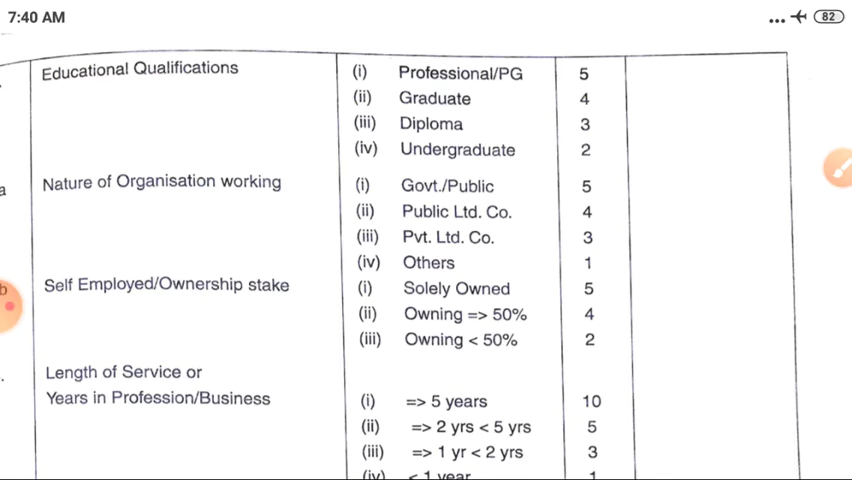 7:40 AM
82
Educational Qualifications (i) Professional/PG 5
(ii) Graduate 4
(iii) Diploma 3
(iv) Undergraduate 2
a Nature of Organisation working (i) Govt./Public 5
(ii) Public Ltd. Co. 4
(iii) Pvt. Ltd. Co. 3
(iv) Others 1
b Self Employed/Ownership stake (i) Solely Owned 5
(ii) Owning => 50% 4
(iii) Owning < 50% 2
Length of Service or
Years in Profession/Business (i) => 5 years 10
(ii) => 2 yrs < 5 yrs 5
(iii) => 1 yr < 2 yrs 3
(iv) < 1 year 1